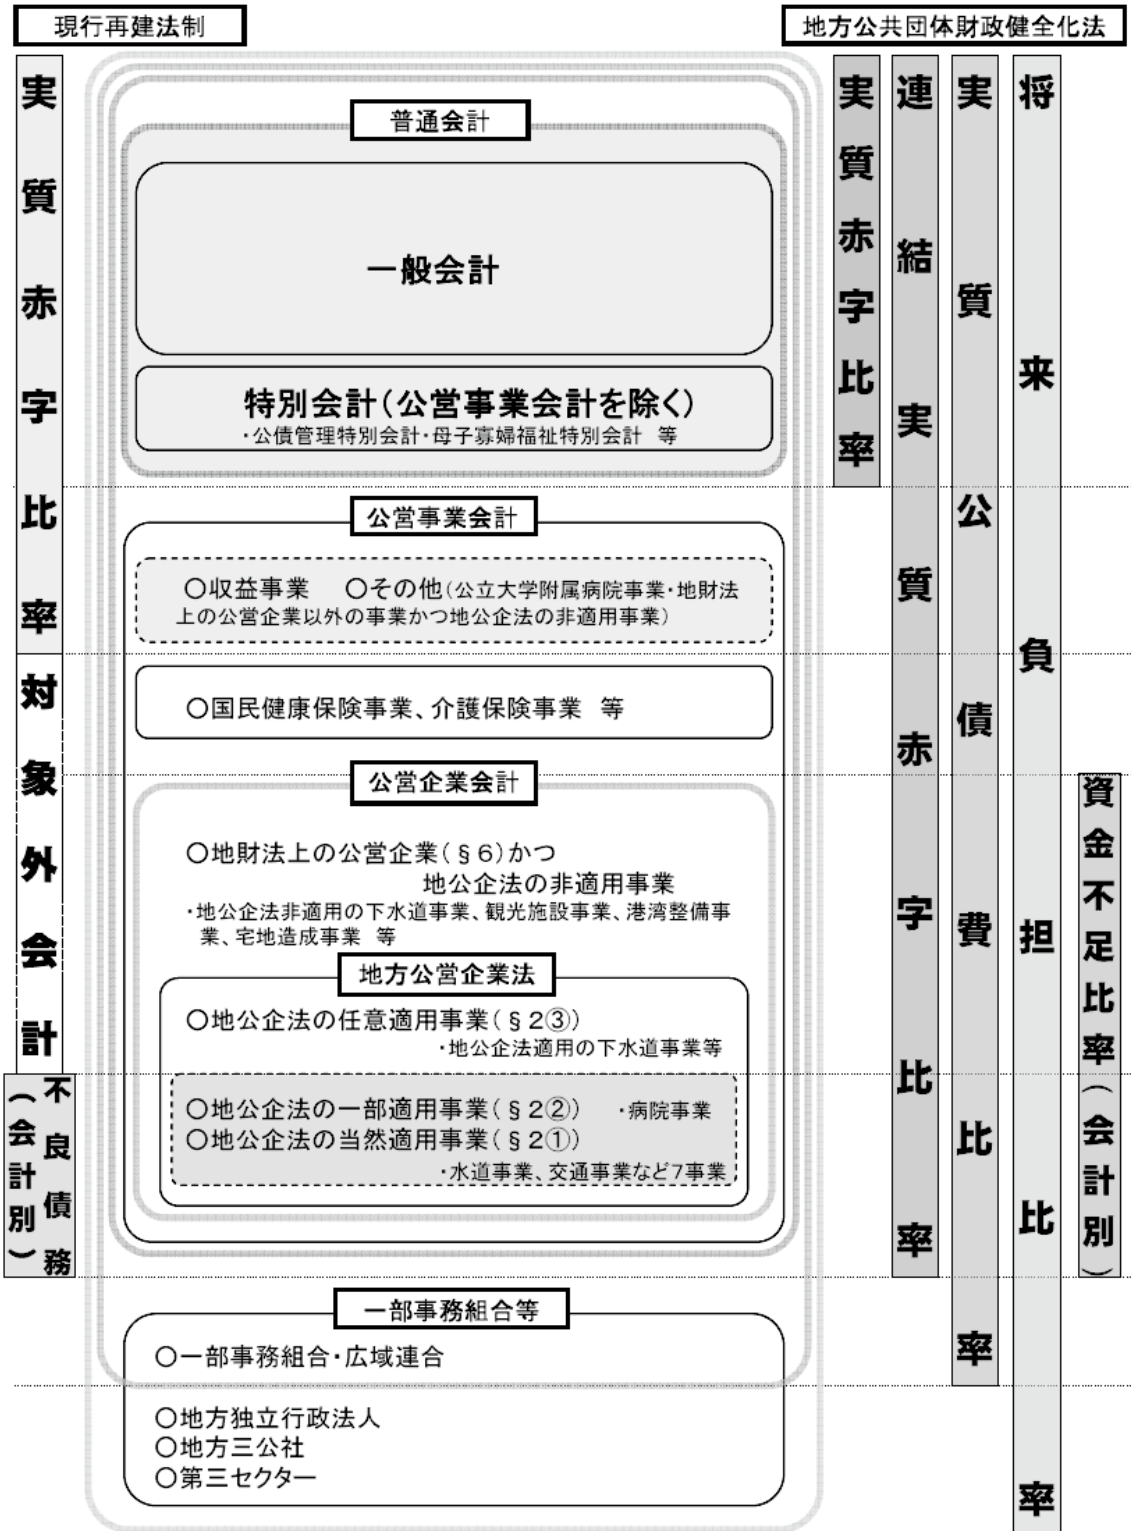 現行再建法制
地方公共団体財政健全化法
実質赤字比率
対象外会計
不良債務
（会計別）
普通会計
一般会計
特別会計（公営事業会計を除く）
・公債管理特別会計・母子寡婦福祉特別会計 等
公営事業会計
〇収益事業 〇その他（公立大学附属病院事業・地財法
上の公営企業以外の事業かつ地公企法の非適用事業）
〇国民健康保険事業、介護保険事業 等
公営企業会計
〇地財法上の公営企業（§6）かつ
地公企法の非適用事業
・地公企法非適用の下水道事業、観光施設事業、港湾整備事
業、宅地造成事業 等
地方公営企業法
〇地公企法の任意適用事業（§2③）
・地公企法適用の下水道事業等
〇地公企法の一部適用事業（§2②） ・病院事業
〇地公企法の当然適用事業（§2①）
・水道事業、交通事業など7事業
一部事務組合等
〇一部事務組合・広域連合
〇地方独立行政法人
〇地方三公社
〇第三セクター
実質赤字比率
連結実質赤字比率
実質公債費比率
将来負担比率
資金不足比率（会計別）